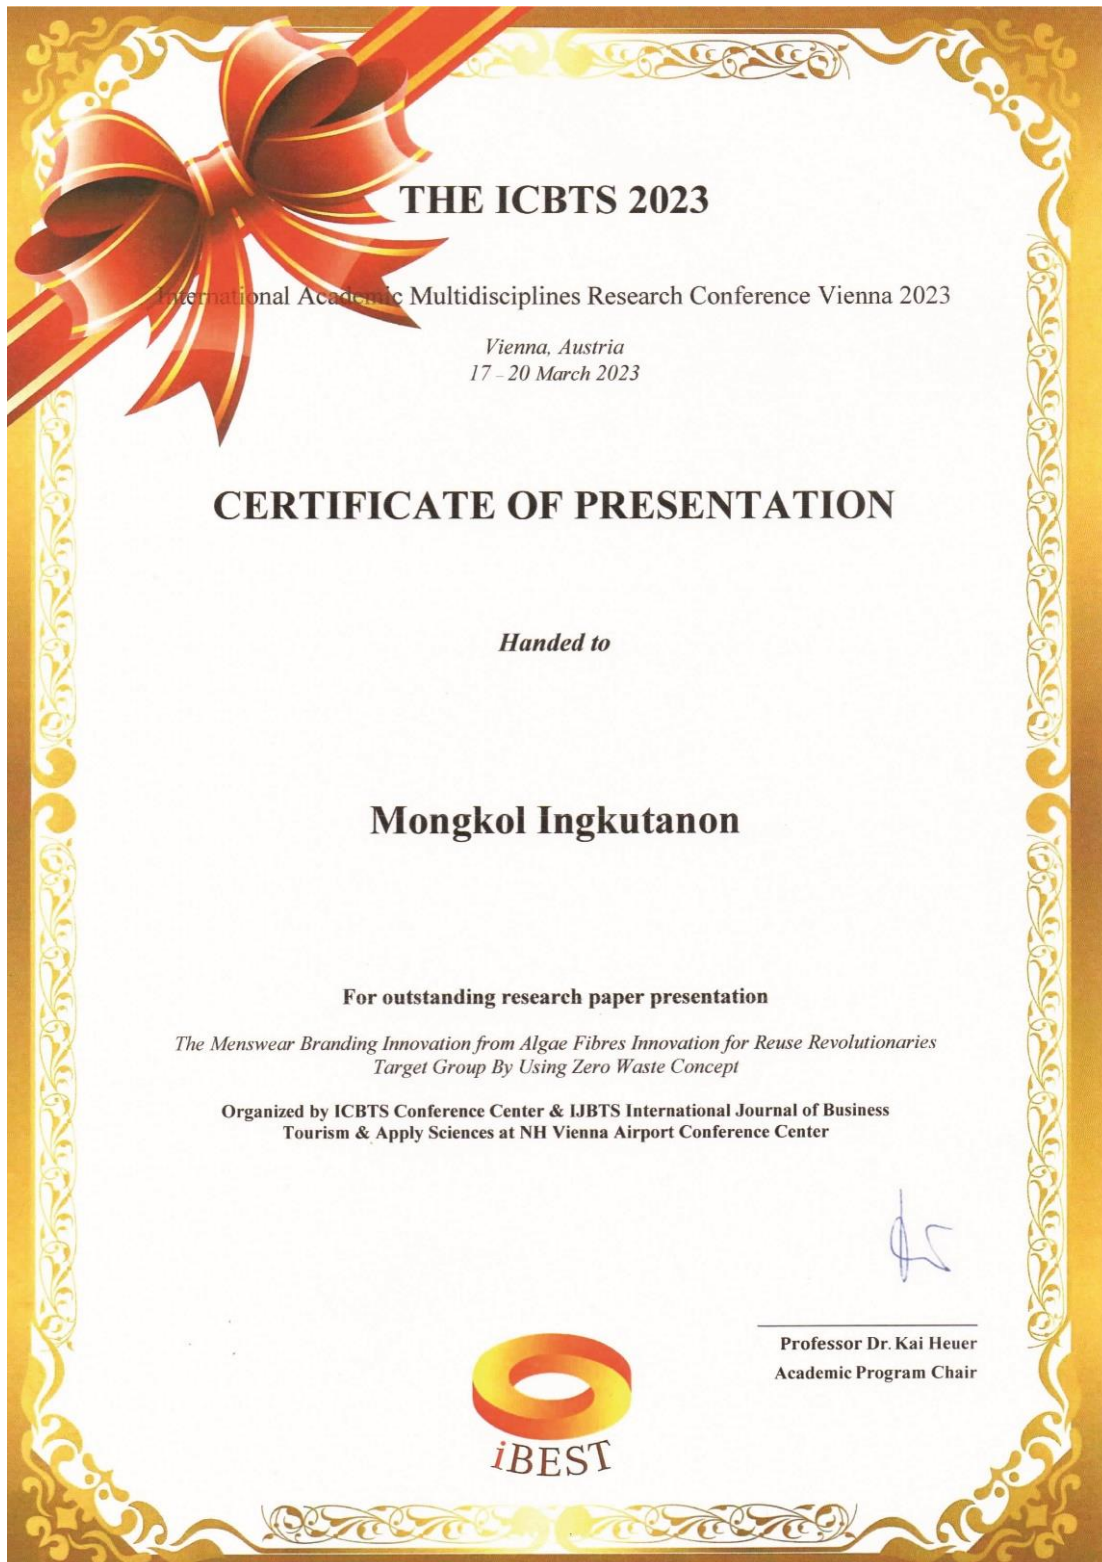 THE ICBTS 2023
International Academic Multidisciplines Research Conference Vienna 2023
Vienna, Austria
17 - 20 March 2023
CERTIFICATE OF PRESENTATION
Handed to
Mongkol Ingkutanon
For outstanding research paper presentation
The Menswear Branding Innovation from Algae Fibres Innovation for Reuse Revolutionaries
Target Group By Using Zero Waste Concept
Organized by ICBTS Conference Center & IJBTS International Journal of Business
Tourism & Apply Sciences at NH Vienna Airport Conference Center
Professor Dr. Kai Heuer
Academic Program Chair
iBEST